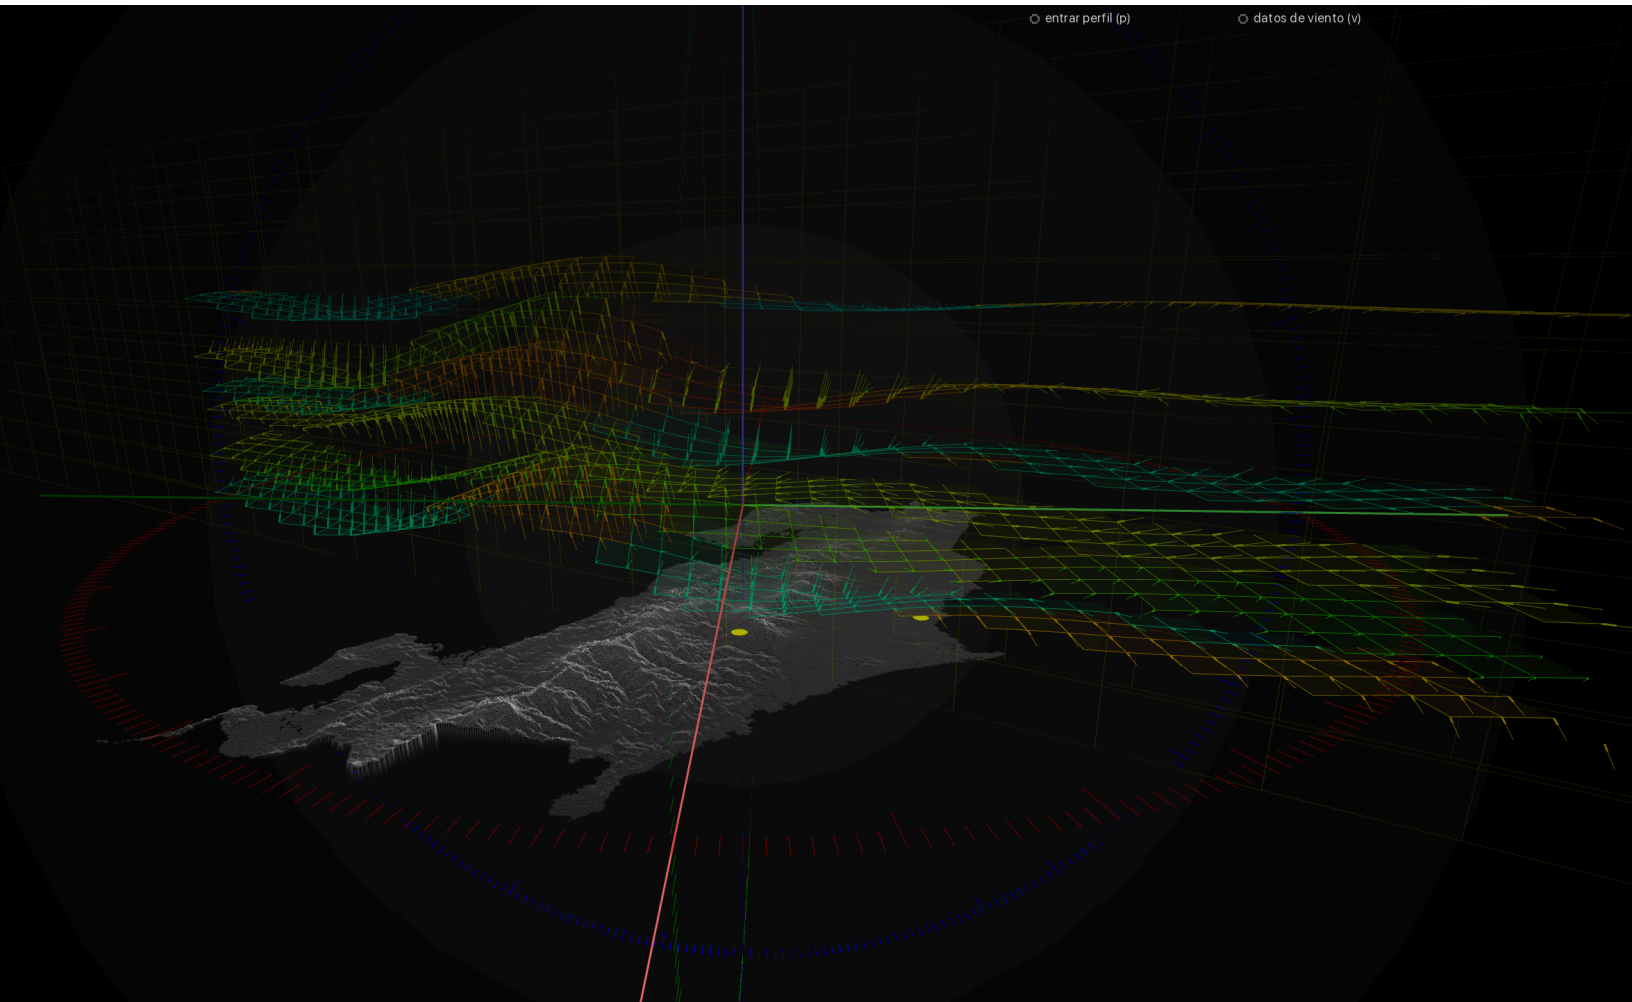 entrar perfil (p)
datos de viento (v)